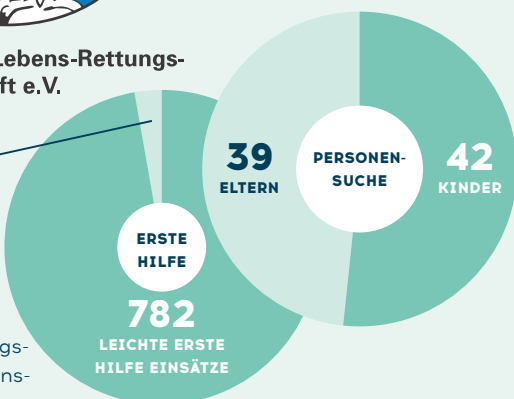 Lebens-Rettungs-
ft e.V.
39
ELTERN
PERSONEN-
SUCHE
42
KINDER
ERSTE
HILFE
782
LEICHTE ERSTE
HILFE EINSÄTZE
gs-
ns-